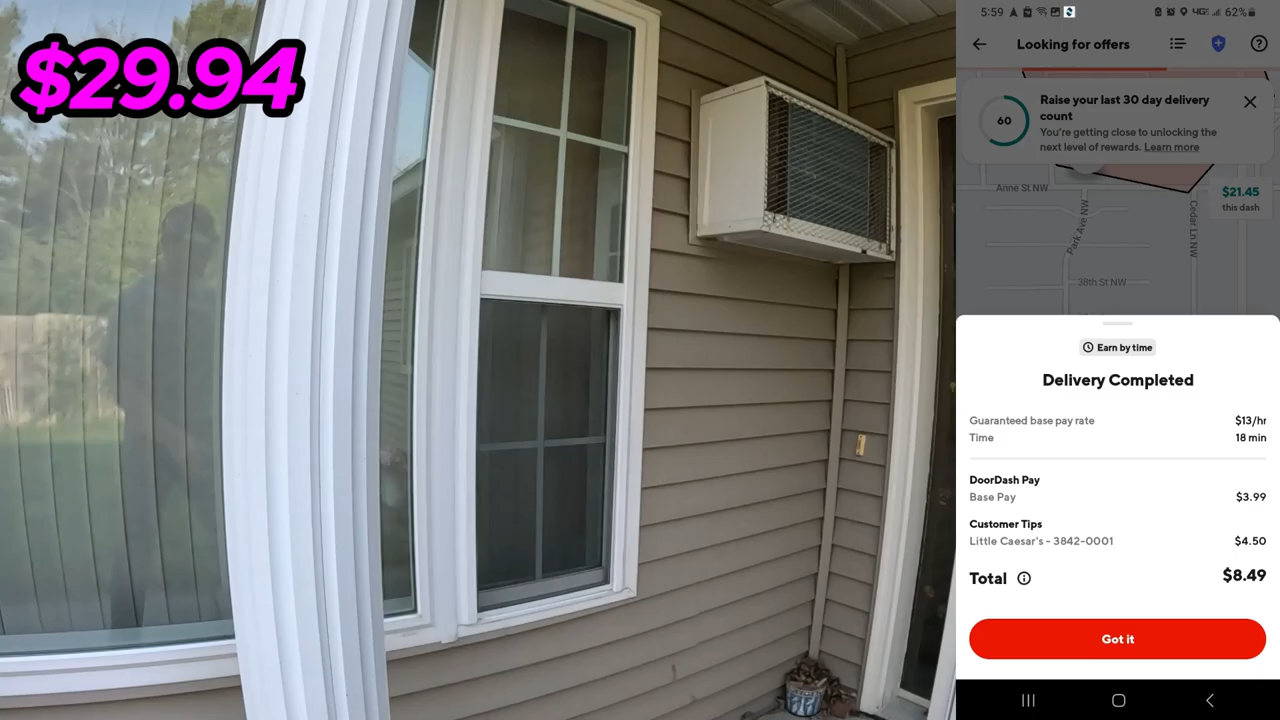 $29.94
5:59
4GE
62%
Looking for offers
60
Raise your last 30 day delivery
count
You're getting close to unlocking the
next level of rewards. Learn more
Anne St NW
$21.45
this dash
Park Ave NW
Cedar Ln NW
38th St NW
Earn by time
Delivery Completed
Guaranteed base pay rate
$13/hr
Time
18 min
DoorDash Pay
Base Pay
$3.99
Customer Tips
Little Caesar's - 3842-0001
$4.50
Total
$8.49
Got it